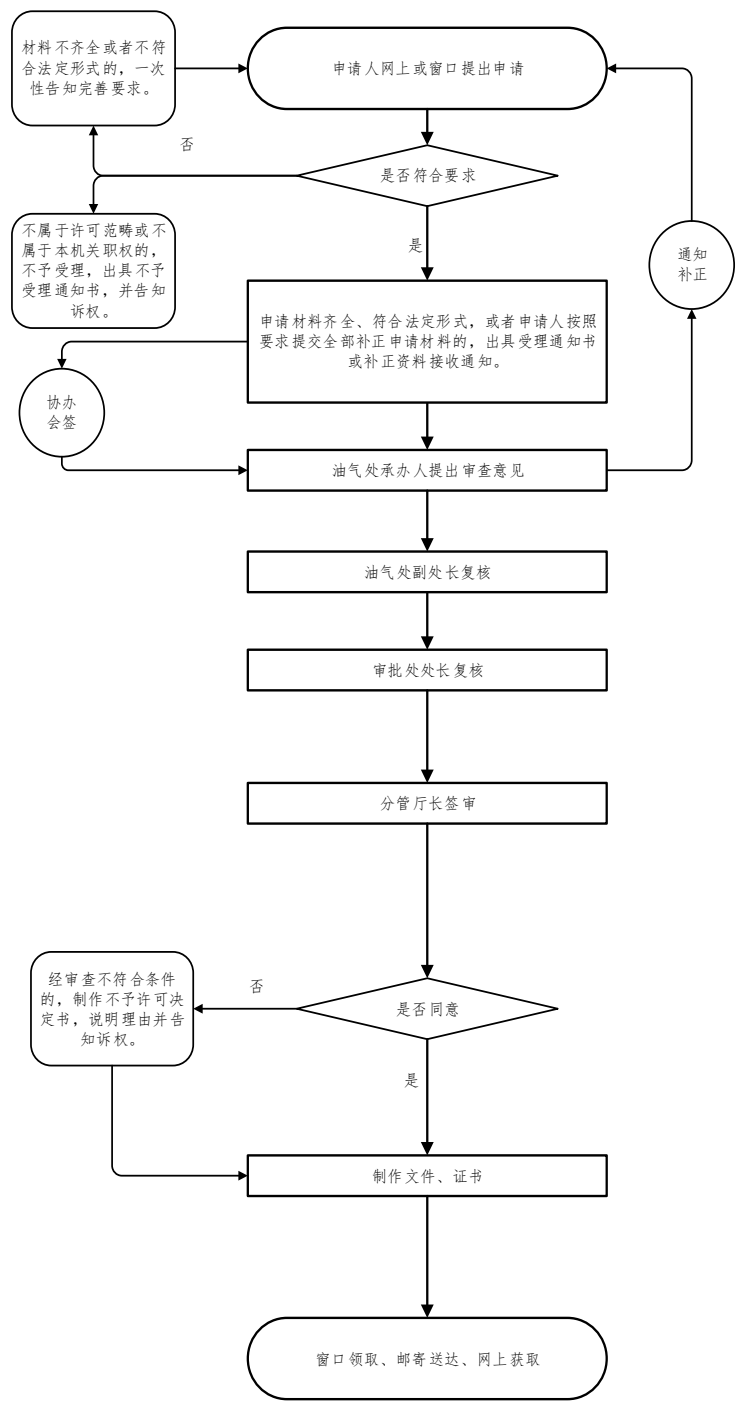 材料不齐全或者不符
合法定形式的，一次
性告知完善要求。
申请人网上或窗口提出申请
否
是否符合要求
不属于许可范畴或不
属于本机关职权的，
不予受理，出具不予
受理通知书，并告知
诉权。
是
通知
补正
申请材料齐全、符合法定形式，或者申请人按照
要求提交全部补正申请材料的，出具受理通知书
或补正资料接收通知。
协办
会签
油气处承办人提出审查意见
油气处副处长复核
审批处处长复核
分管厅长签审
经审查不符合条件
的，制作不予许可决
定书，说明理由并告
知诉权。
否
是否同意
是
制作文件、证书
窗口领取、邮寄送达、网上获取